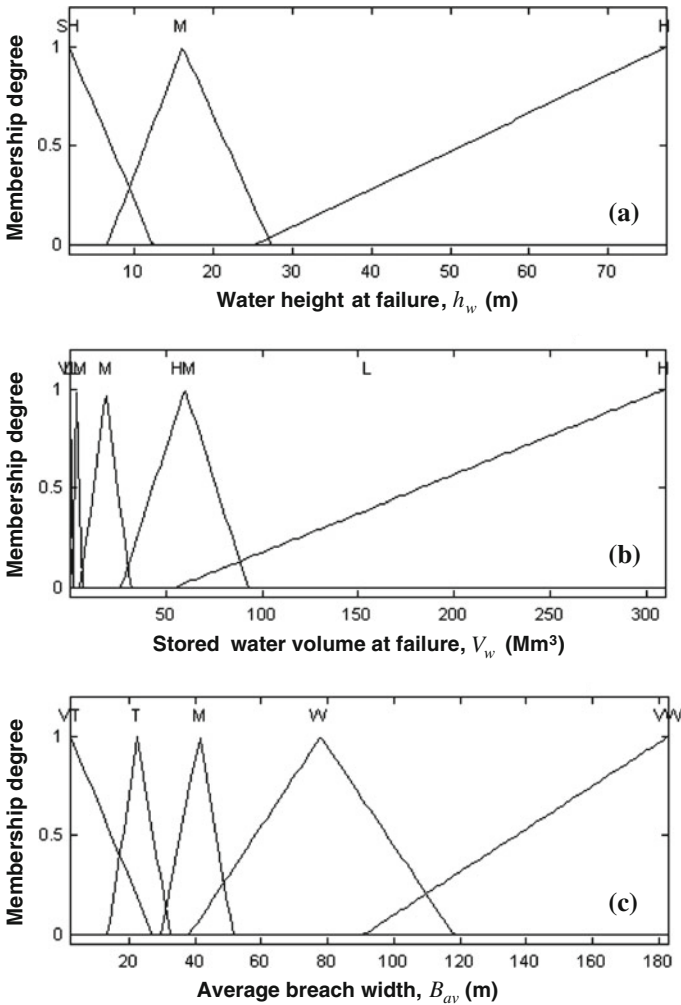 SH M H
1
0.5
0
Membership degree
(a)
10 20 30 40 50 60 70
Water height at failure, h_w (m)
M HM L H
1
0.5
0
Membership degree
(b)
50 100 150 200 250 300
Stored water volume at failure, V_w (Mm³)
VT T M W VW
1
0.5
0
Membership degree
(c)
20 40 60 80 100 120 140 160 180
Average breach width, B_av (m)